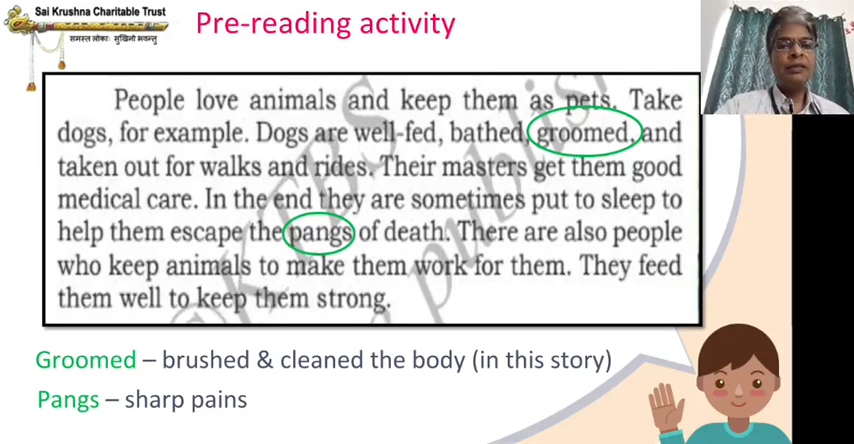 Sai Krushna Charitable Trust
समस्त लोकाः सुखिनो भवन्तु
Pre-reading activity
People love animals and keep them as pets. Take
dogs, for example. Dogs are well-fed, bathed, groomed, and
taken out for walks and rides. Their masters get them good
medical care. In the end they are sometimes put to sleep to
help them escape the pangs of death. There are also people
who keep animals to make them work for them. They feed
them well to keep them strong.
©KTBS
publish
Groomed – brushed & cleaned the body (in this story)
Pangs – sharp pains